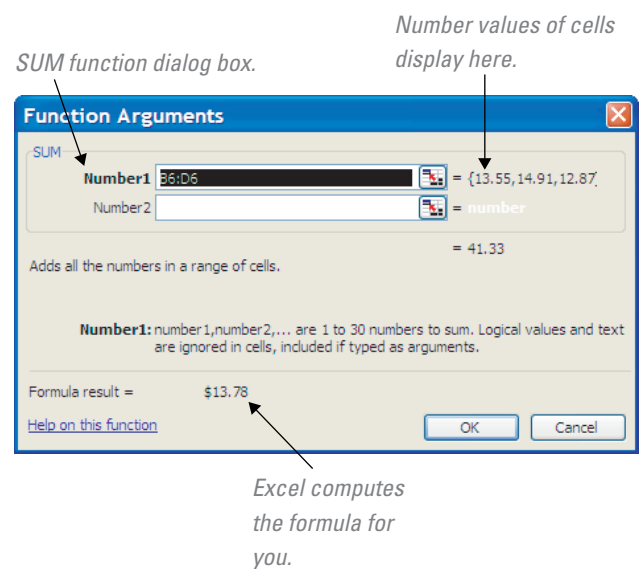 Number values of cells
display here.
SUM function dialog box.
Function Arguments
SUM
Number1 B6:D6 = {13.55,14.91,12.87
Number2 = number
= 41.33
Adds all the numbers in a range of cells.
Number1: number1,number2,... are 1 to 30 numbers to sum. Logical values and text
are ignored in cells, included if typed as arguments.
Formula result = $13.78
Help on this function OK Cancel
Excel computes
the formula for
you.